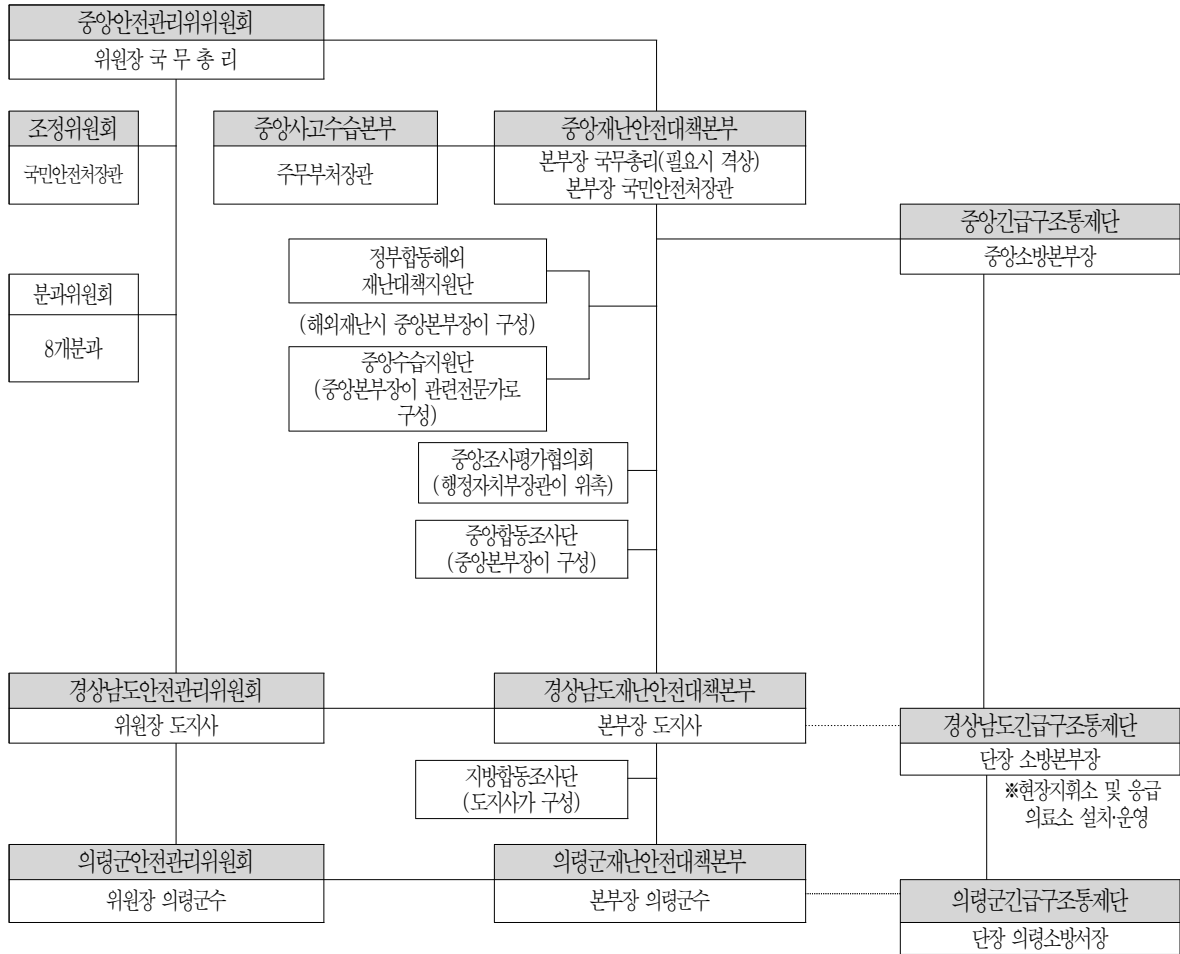 중앙안전관리위위원회
위원장 국 무 총 리
조정위원회
국민안전처장관
중앙사고수습본부
주무부처장관
중앙재난안전대책본부
본부장 국무총리(필요시 격상)
본부장 국민안전처장관
중앙긴급구조통제단
중앙소방본부장
분과위원회
8개분과
정부합동해외
재난대책지원단
(해외재난시 중앙본부장이 구성)
중앙수습지원단
(중앙본부장이 관련전문가로
구성)
중앙조사평가협의회
(행정자치부장관이 위촉)
중앙합동조사단
(중앙본부장이 구성)
경상남도안전관리위원회
위원장 도지사
경상남도재난안전대책본부
본부장 도지사
경상남도긴급구조통제단
단장 소방본부장
※현장지휘소 및 응급
의료소 설치·운영
지방합동조사단
(도지사가 구성)
의령군안전관리위원회
위원장 의령군수
의령군재난안전대책본부
본부장 의령군수
의령군긴급구조통제단
단장 의령소방서장